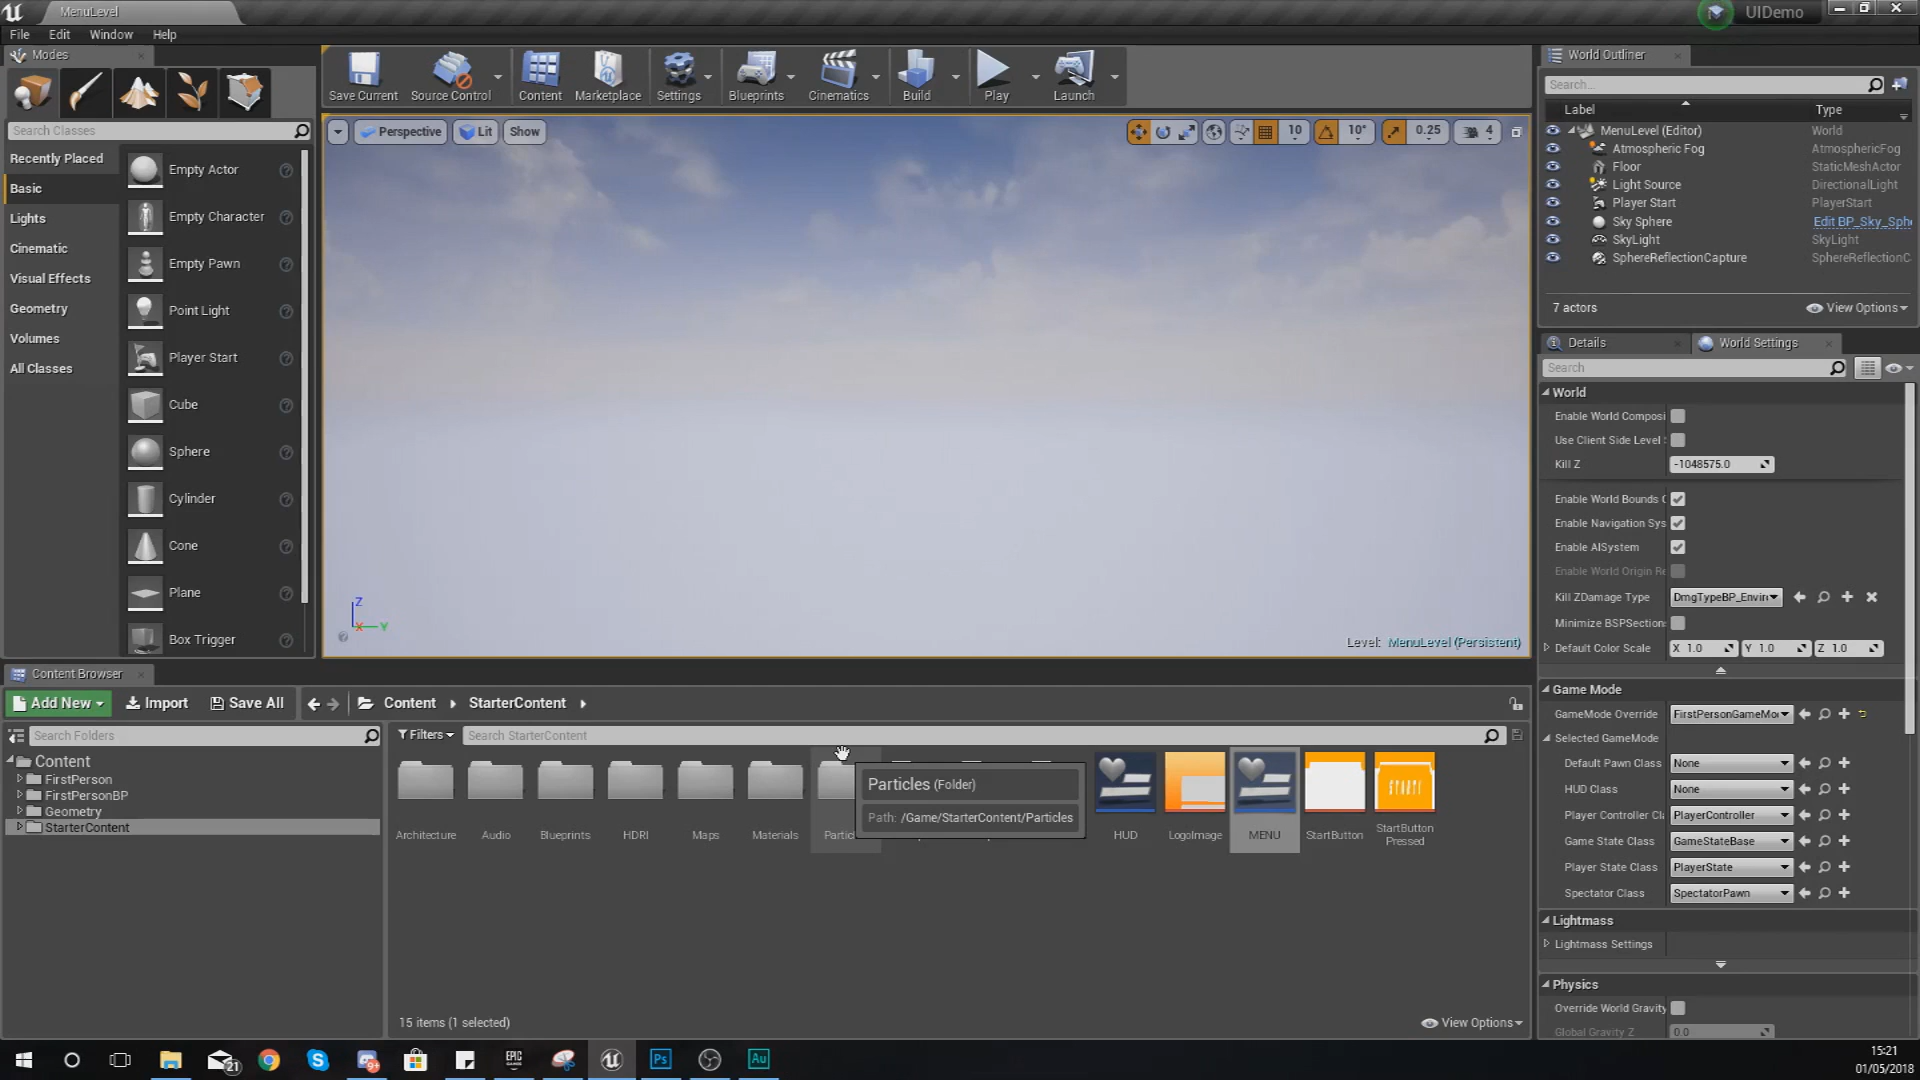 MenuLevel
UIDemo
File Edit Window Help
Modes
Search Classes
Recently Placed
Basic
Lights
Cinematic
Visual Effects
Geometry
Volumes
All Classes
Empty Actor
Empty Character
Empty Pawn
Point Light
Player Start
Cube
Sphere
Cylinder
Cone
Plane
Box Trigger
Save Current Source Control Content Marketplace Settings Blueprints Cinematics Build Play Launch
Perspective Lit Show
10 10° 0.25 4
Z
X Y
Level: MenuLevel (Persistent)
World Outliner
Search...
Label Type
MenuLevel (Editor) World
Atmospheric Fog AtmosphericFog
Floor StaticMeshActor
Light Source DirectionalLight
Player Start PlayerStart
Sky Sphere Edit BP_Sky_Sph
SkyLight SkyLight
SphereReflectionCapture SphereReflectionC
7 actors View Options
Details World Settings
Search
World
Enable World Composi
Use Client Side Level
Kill Z -1048575.0
Enable World Bounds C
Enable Navigation Sys
Enable AISystem
Enable World Origin Re
Kill ZDamage Type DmgTypeBP_Envir
Minimize BSPSection
Default Color Scale X 1.0 Y 1.0 Z 1.0
Game Mode
GameMode Override FirstPersonGameMo
Selected GameMode
Default Pawn Class None
HUD Class None
Player Controller Cl PlayerController
Game State Class GameStateBase
Player State Class PlayerState
Spectator Class SpectatorPawn
Lightmass
Lightmass Settings
Physics
Override World Gravity
Global Gravity Z 0.0
Content Browser
Add New Import Save All Content StarterContent
Search Folders
Content
FirstPerson
FirstPersonBP
Geometry
StarterContent
Filters Search StarterContent
Architecture Audio Blueprints HDRI Maps Materials Partic HUD LogoImage MENU StartButton StartButton
Pressed
START
Particles (Folder)
Path: /Game/StarterContent/Particles
15 items (1 selected) View Options
21
9+
EPIC
GAMES
Ps
Au
15:21
01/05/2018